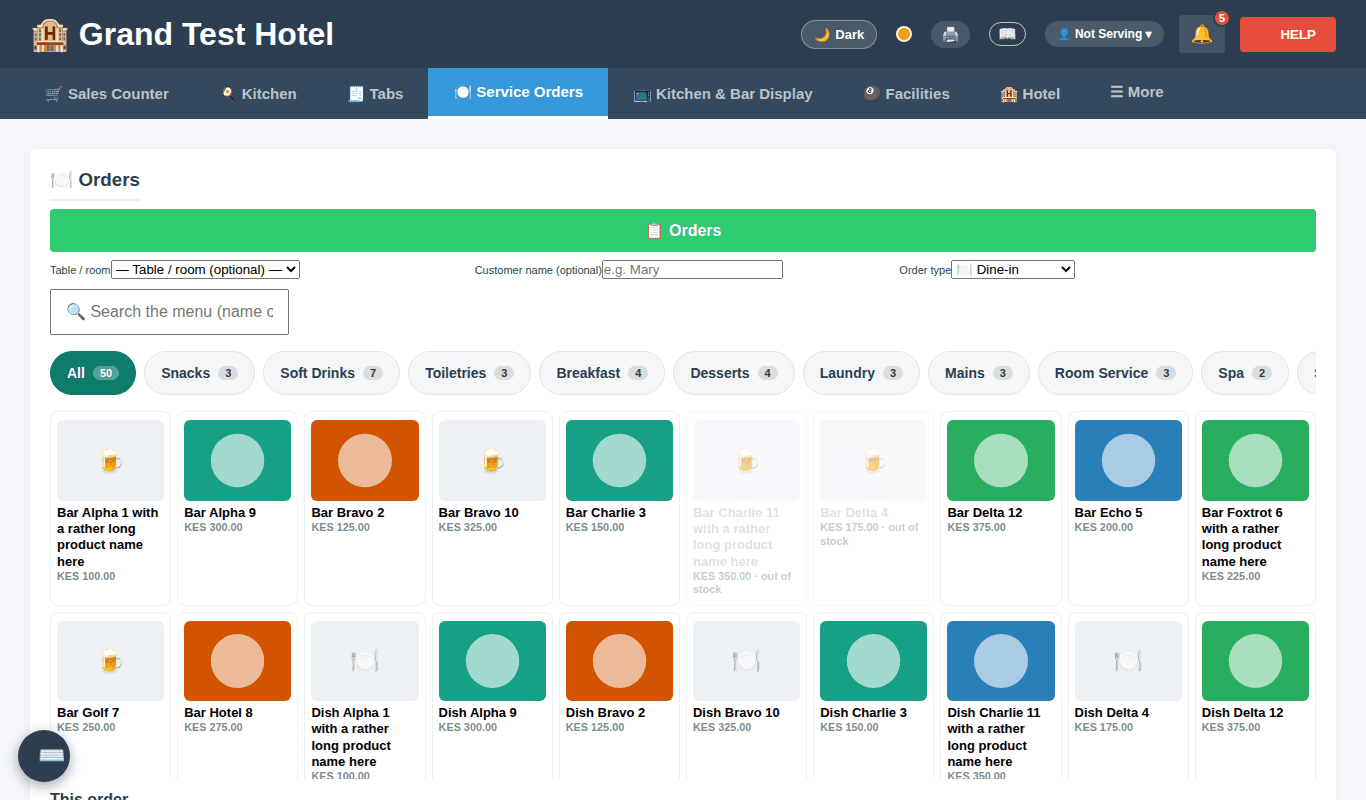 Grand Test Hotel
Dark
Not Serving ▾
5
HELP
Sales Counter
Kitchen
Tabs
Service Orders
Kitchen & Bar Display
Facilities
Hotel
☰ More
Orders
Orders
Table / room
— Table / room (optional) —
Customer name (optional)
e.g. Mary
Order type
Dine-in
Search the menu (name o
All 50
Snacks 3
Soft Drinks 7
Toiletries 3
Breakfast 4
Desserts 4
Laundry 3
Mains 3
Room Service 3
Spa 2
Bar Alpha 1 with a rather long product name here
KES 100.00
Bar Alpha 9
KES 300.00
Bar Bravo 2
KES 125.00
Bar Bravo 10
KES 325.00
Bar Charlie 3
KES 150.00
Bar Charlie 11 with a rather long product name here
KES 350.00 · out of stock
Bar Delta 4
KES 175.00 · out of stock
Bar Delta 12
KES 375.00
Bar Echo 5
KES 200.00
Bar Foxtrot 6 with a rather long product name here
KES 225.00
Bar Golf 7
KES 250.00
Bar Hotel 8
KES 275.00
Dish Alpha 1 with a rather long product name here
KES 100.00
Dish Alpha 9
KES 300.00
Dish Bravo 2
KES 125.00
Dish Bravo 10
KES 325.00
Dish Charlie 3
KES 150.00
Dish Charlie 11 with a rather long product name here
KES 350.00
Dish Delta 4
KES 175.00
Dish Delta 12
KES 375.00
This order